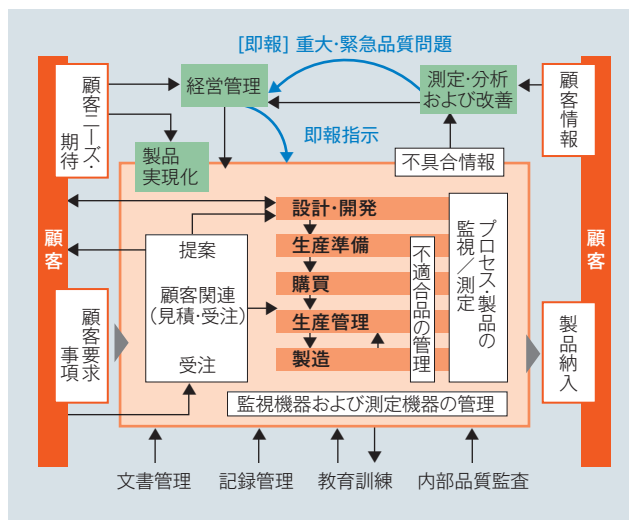 [即報] 重大・緊急品質問題
経営管理
測定・分析
および改善
顧客ニーズ・
期待
顧客情報
即報指示
製品
実現化
不具合情報
顧客
顧客
設計・開発
生産準備
購買
生産管理
製造
提案
顧客関連
(見積・受注)
受注
不適合品の管理
プロセス・製品の
監視／測定
顧客要求
事項
製品納入
監視機器および測定機器の管理
文書管理
記録管理
教育訓練
内部品質監査